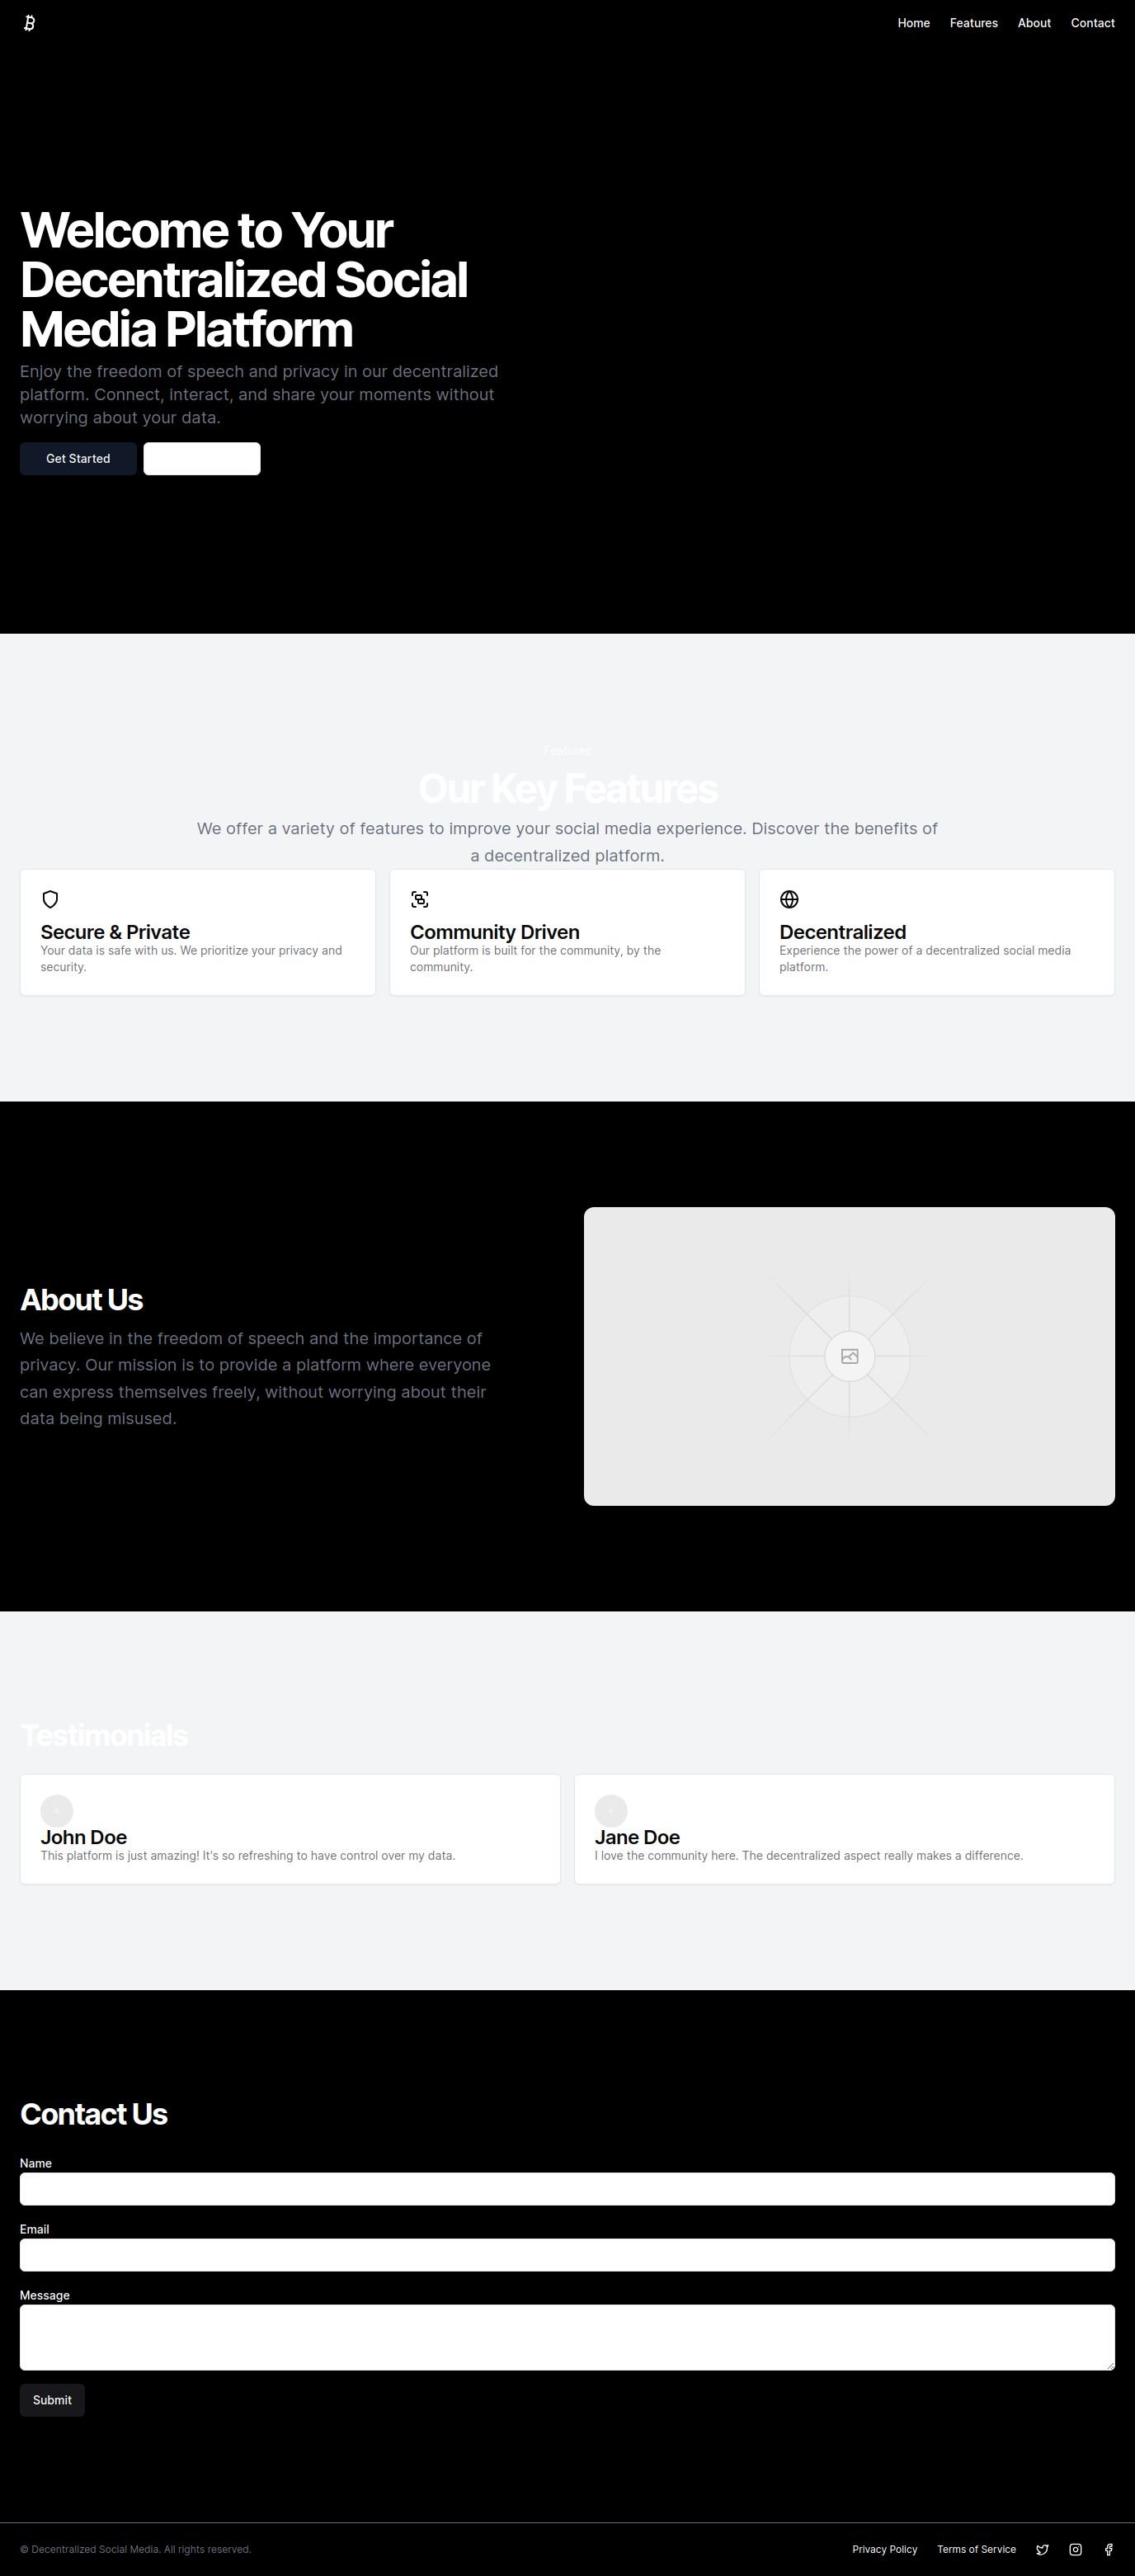 Home Features About Contact
Welcome to Your
Decentralized Social
Media Platform
Enjoy the freedom of speech and privacy in our decentralized
platform. Connect, interact, and share your moments without
worrying about your data.
Get Started
Features
Our Key Features
We offer a variety of features to improve your social media experience. Discover the benefits of
a decentralized platform.
Secure & Private
Your data is safe with us. We prioritize your privacy and
security.
Community Driven
Our platform is built for the community, by the
community.
Decentralized
Experience the power of a decentralized social media
platform.
About Us
We believe in the freedom of speech and the importance of
privacy. Our mission is to provide a platform where everyone
can express themselves freely, without worrying about their
data being misused.
Testimonials
John Doe
This platform is just amazing! It's so refreshing to have control over my data.
Jane Doe
I love the community here. The decentralized aspect really makes a difference.
Contact Us
Name
Email
Message
Submit
© Decentralized Social Media. All rights reserved.
Privacy Policy Terms of Service